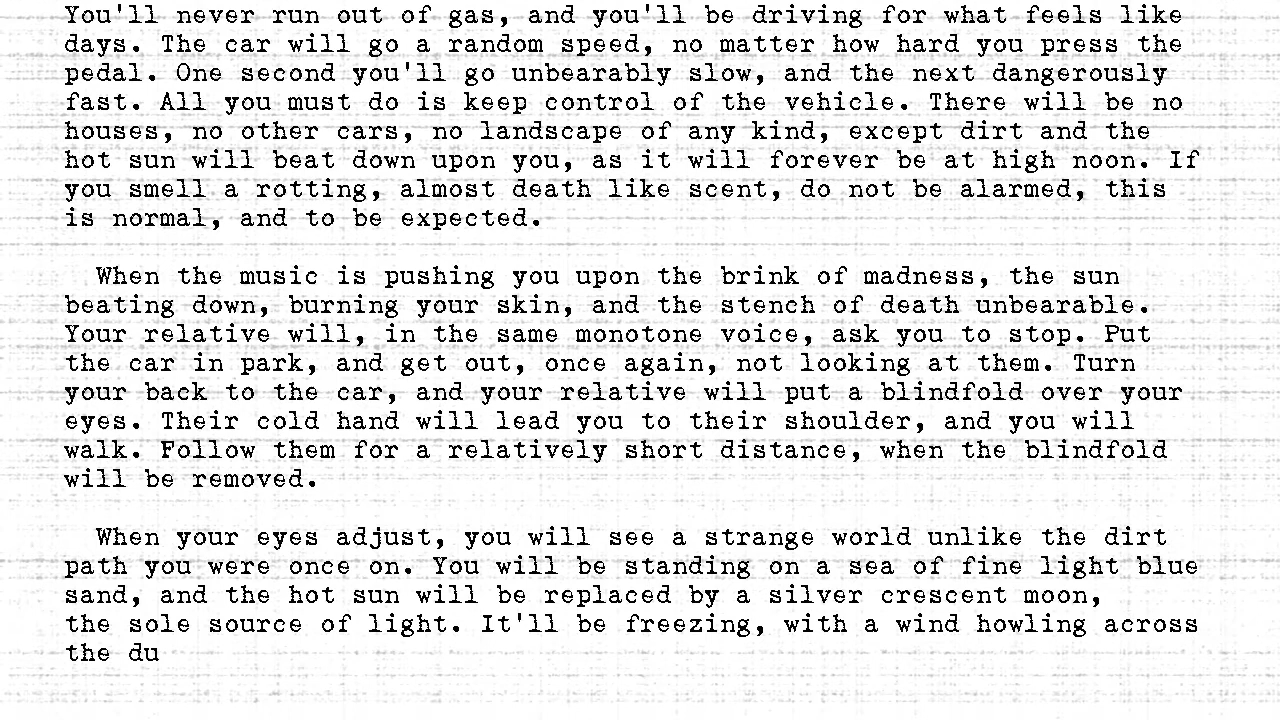 You'll never run out of gas, and you'll be driving for what feels like
days. The car will go a random speed, no matter how hard you press the
pedal. One second you'll go unbearably slow, and the next dangerously
fast. All you must do is keep control of the vehicle. There will be no
houses, no other cars, no landscape of any kind, except dirt and the
hot sun will beat down upon you, as it will forever be at high noon. If
you smell a rotting, almost death like scent, do not be alarmed, this
is normal, and to be expected.
When the music is pushing you upon the brink of madness, the sun
beating down, burning your skin, and the stench of death unbearable.
Your relative will, in the same monotone voice, ask you to stop. Put
the car in park, and get out, once again, not looking at them. Turn
your back to the car, and your relative will put a blindfold over your
eyes. Their cold hand will lead you to their shoulder, and you will
walk. Follow them for a relatively short distance, when the blindfold
will be removed.
When your eyes adjust, you will see a strange world unlike the dirt
path you were once on. You will be standing on a sea of fine light blue
sand, and the hot sun will be replaced by a silver crescent moon,
the sole source of light. It'll be freezing, with a wind howling across
the du